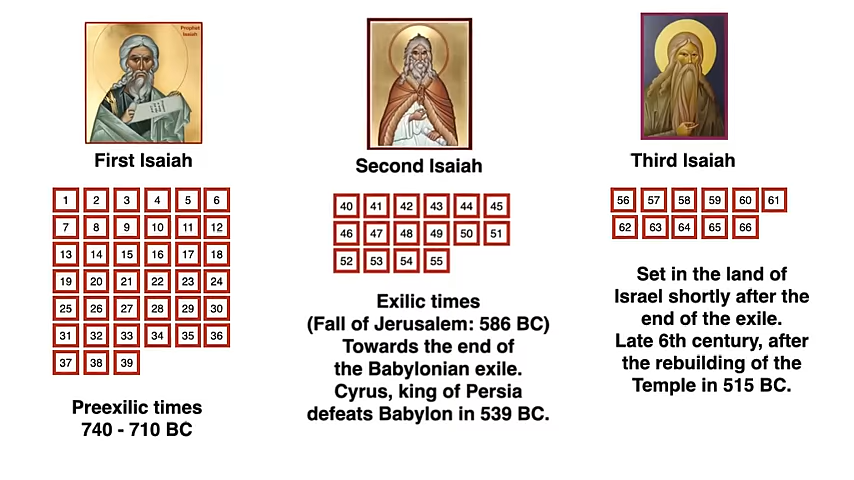 Prophet
Isaiah
First Isaiah
1 2 3 4 5 6
7 8 9 10 11 12
13 14 15 16 17 18
19 20 21 22 23 24
25 26 27 28 29 30
31 32 33 34 35 36
37 38 39
Preexilic times
740 - 710 BC
Second Isaiah
40 41 42 43 44 45
46 47 48 49 50 51
52 53 54 55
Exilic times
(Fall of Jerusalem: 586 BC)
Towards the end of
the Babylonian exile.
Cyrus, king of Persia
defeats Babylon in 539 BC.
Third Isaiah
56 57 58 59 60 61
62 63 64 65 66
Set in the land of
Israel shortly after the
end of the exile.
Late 6th century, after
the rebuilding of the
Temple in 515 BC.